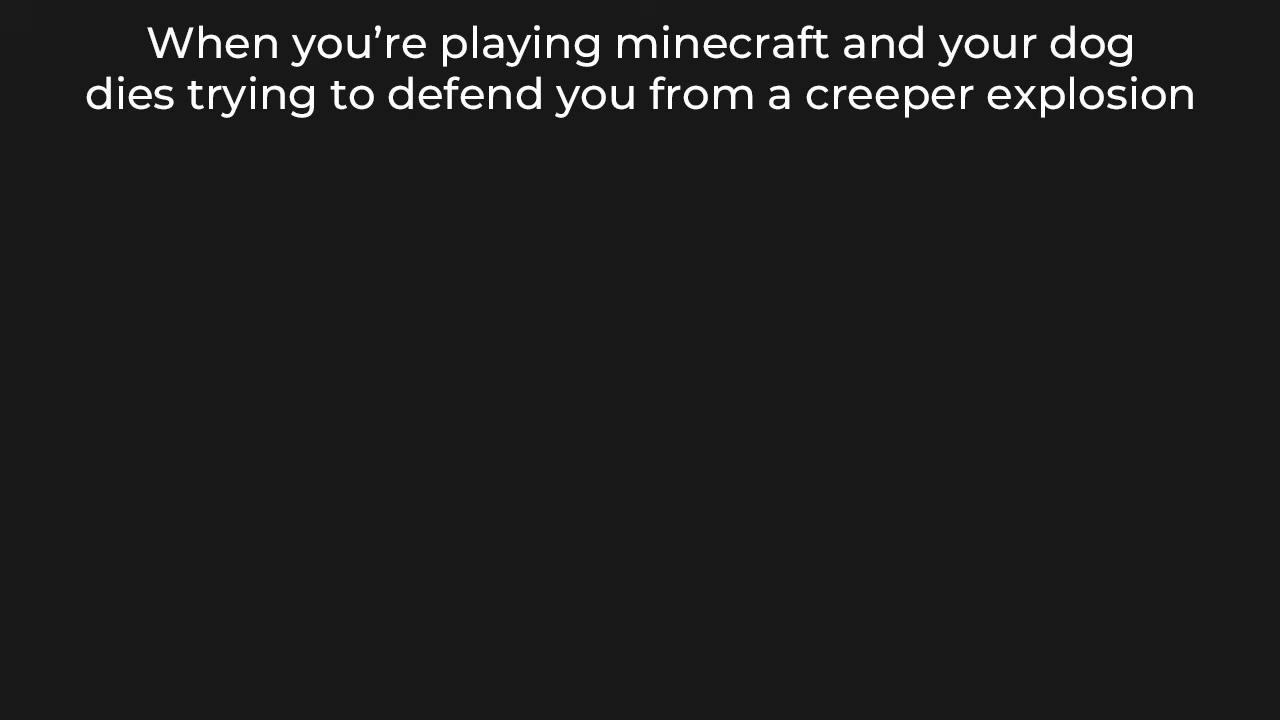 When you’re playing minecraft and your dog
dies trying to defend you from a creeper explosion